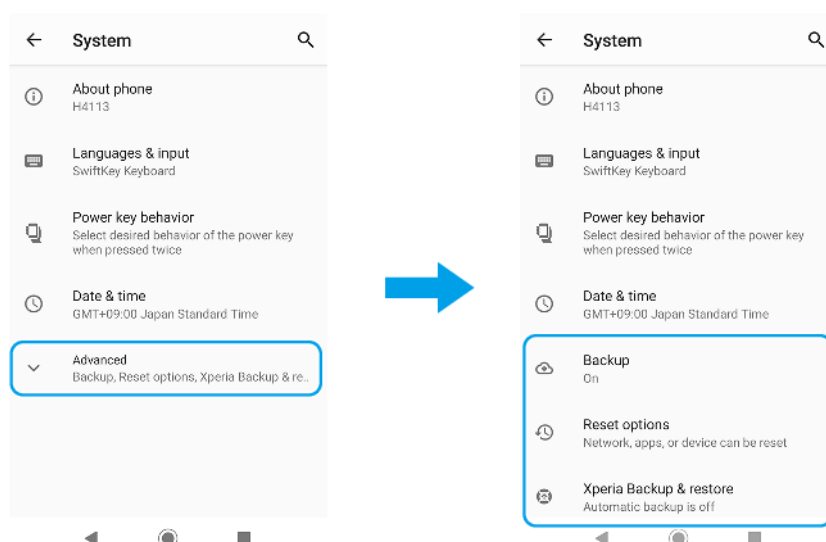 System
About phone
H4113
Languages & input
SwiftKey Keyboard
Power key behavior
Select desired behavior of the power key
when pressed twice
Date & time
GMT+09:00 Japan Standard Time
Advanced
Backup, Reset options, Xperia Backup & re..
System
About phone
H4113
Languages & input
SwiftKey Keyboard
Power key behavior
Select desired behavior of the power key
when pressed twice
Date & time
GMT+09:00 Japan Standard Time
Backup
On
Reset options
Network, apps, or device can be reset
Xperia Backup & restore
Automatic backup is off